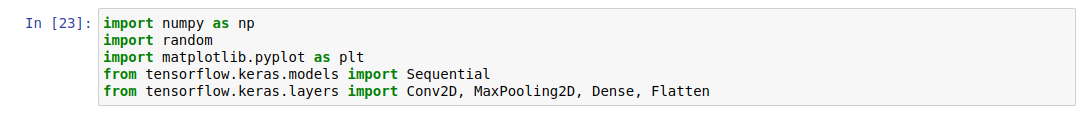 In [23]: import numpy as np
import random
import matplotlib.pyplot as plt
from tensorflow.keras.models import Sequential
from tensorflow.keras.layers import Conv2D, MaxPooling2D, Dense, Flatten